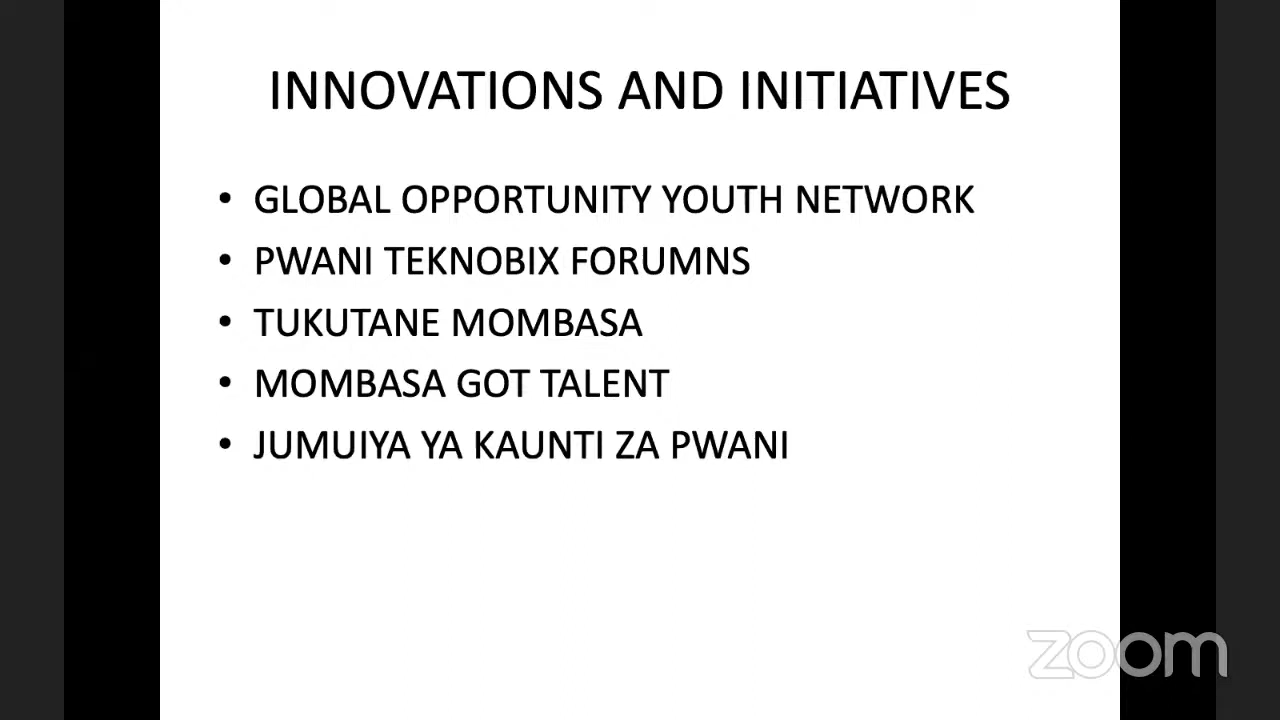 INNOVATIONS AND INITIATIVES
• GLOBAL OPPORTUNITY YOUTH NETWORK
• PWANI TEKNOBIX FORUMNS
• TUKUTANE MOMBASA
• MOMBASA GOT TALENT
• JUMUIYA YA KAUNTI ZA PWANI
zoom